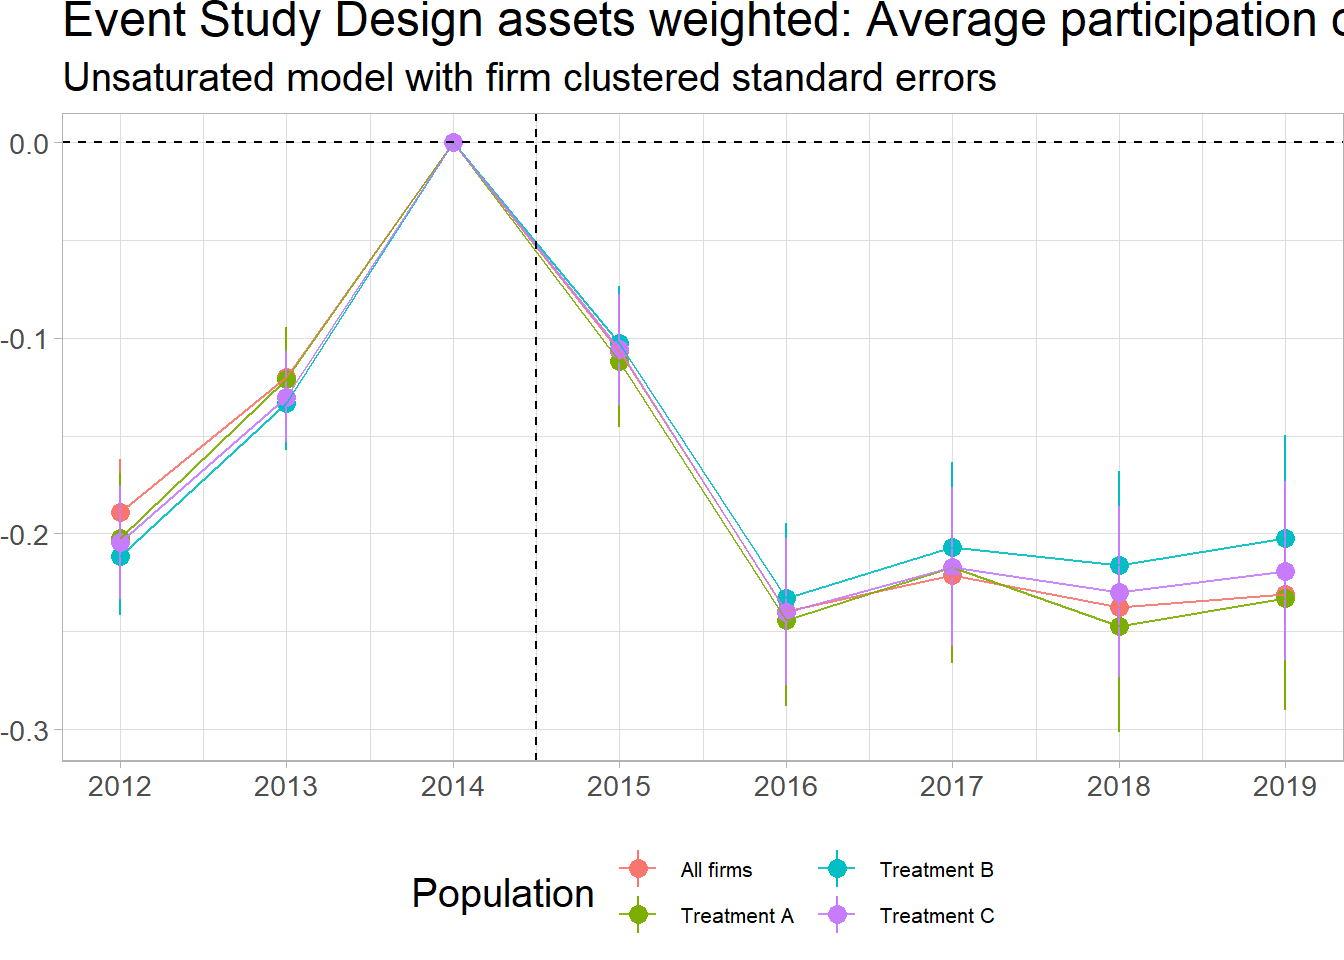 Event Study Design assets weighted: Average participation
Unsaturated model with firm clustered standard errors
0.0
-0.1
-0.2
-0.3
2012 2013 2014 2015 2016 2017 2018 2019
Population
All firms
Treatment A
Treatment B
Treatment C